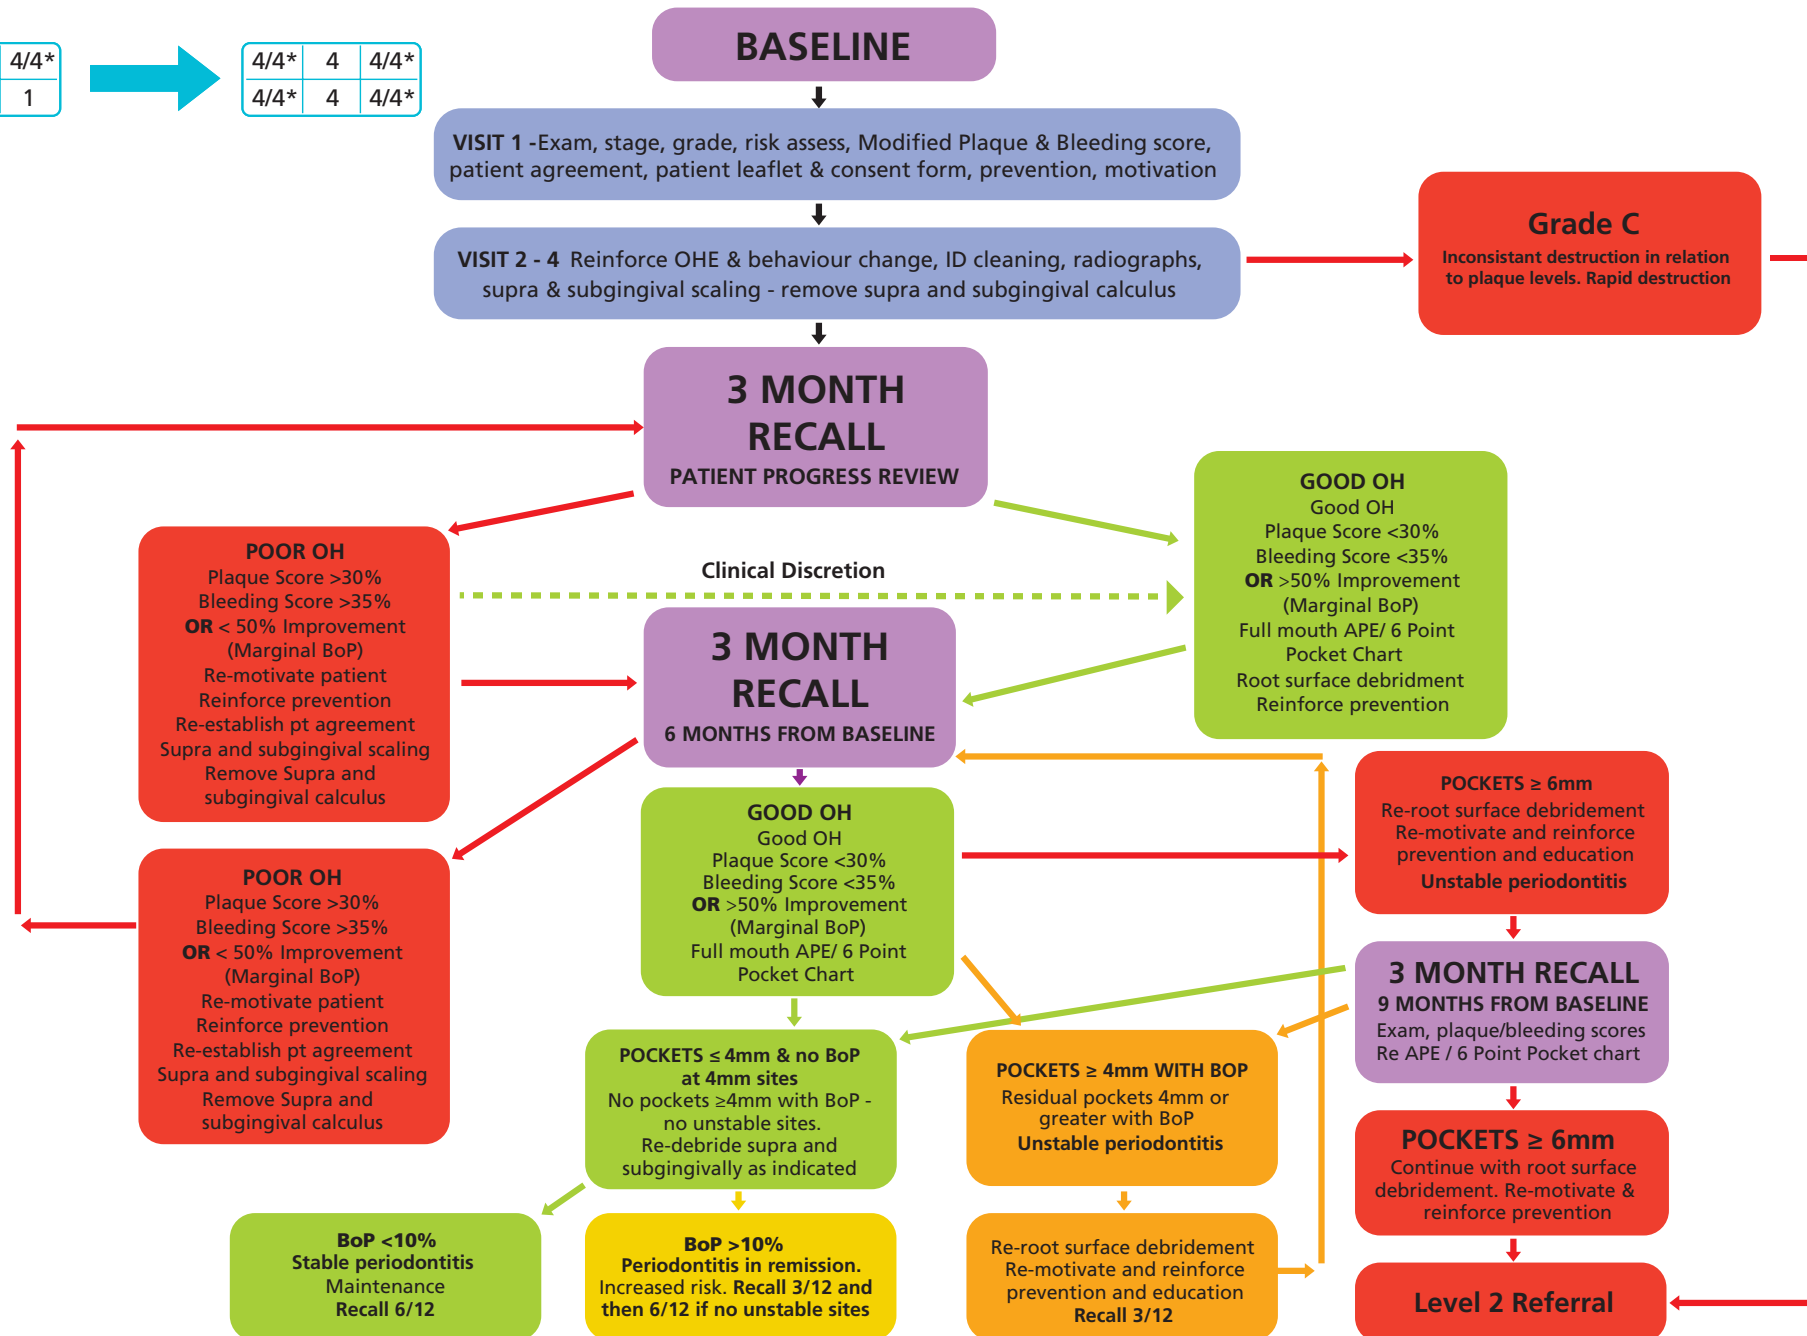 4/4*
1
4/4* 4 4/4*
4/4* 4 4/4*
BASELINE
VISIT 1 -Exam, stage, grade, risk assess, Modified Plaque & Bleeding score,
patient agreement, patient leaflet & consent form, prevention, motivation
VISIT 2 - 4 Reinforce OHE & behaviour change, ID cleaning, radiographs,
supra & subgingival scaling - remove supra and subgingival calculus
Grade C
Inconsistant destruction in relation
to plaque levels. Rapid destruction
3 MONTH
RECALL
PATIENT PROGRESS REVIEW
POOR OH
Plaque Score >30%
Bleeding Score >35%
OR < 50% Improvement
(Marginal BoP)
Re-motivate patient
Reinforce prevention
Re-establish pt agreement
Supra and subgingival scaling
Remove Supra and
subgingival calculus
Clinical Discretion
GOOD OH
Good OH
Plaque Score <30%
Bleeding Score <35%
OR >50% Improvement
(Marginal BoP)
Full mouth APE/ 6 Point
Pocket Chart
Root surface debridment
Reinforce prevention
3 MONTH
RECALL
6 MONTHS FROM BASELINE
POOR OH
Plaque Score >30%
Bleeding Score >35%
OR < 50% Improvement
(Marginal BoP)
Re-motivate patient
Reinforce prevention
Re-establish pt agreement
Supra and subgingival scaling
Remove Supra and
subgingival calculus
GOOD OH
Good OH
Plaque Score <30%
Bleeding Score <35%
OR >50% Improvement
(Marginal BoP)
Full mouth APE/ 6 Point
Pocket Chart
POCKETS ≥ 6mm
Re-root surface debridement
Re-motivate and reinforce
prevention and education
Unstable periodontitis
3 MONTH RECALL
9 MONTHS FROM BASELINE
Exam, plaque/bleeding scores
Re APE / 6 Point Pocket chart
POCKETS ≤ 4mm & no BoP
at 4mm sites
No pockets ≥4mm with BoP -
no unstable sites.
Re-debride supra and
subgingivally as indicated
POCKETS ≥ 4mm WITH BOP
Residual pockets 4mm or
greater with BoP
Unstable periodontitis
POCKETS ≥ 6mm
Continue with root surface
debridement. Re-motivate &
reinforce prevention
BoP <10%
Stable periodontitis
Maintenance
Recall 6/12
BoP >10%
Periodontitis in remission.
Increased risk. Recall 3/12 and
then 6/12 if no unstable sites
Re-root surface debridement
Re-motivate and reinforce
prevention and education
Recall 3/12
Level 2 Referral